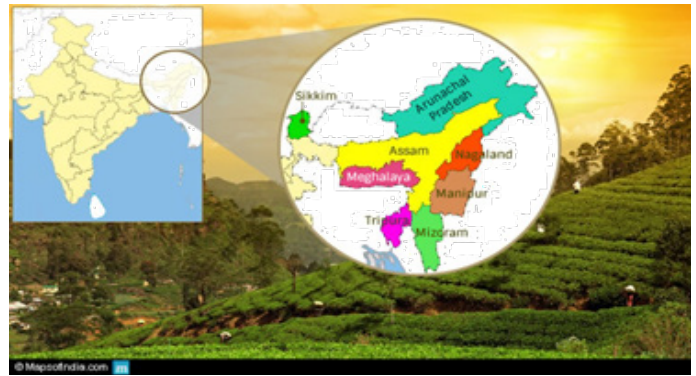 Sikkim
Arunachal
Pradesh
Assam
Nagaland
Meghalaya
Manipur
Tripura
Mizoram
© MapsofIndia.com m